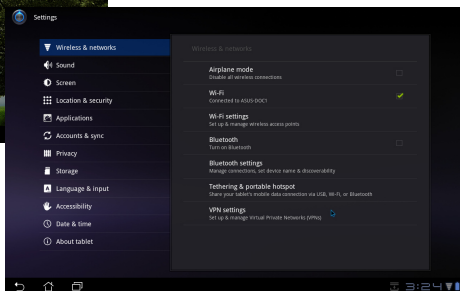 Settings
Wireless & networks
Sound
Screen
Location & security
Applications
Accounts & sync
Privacy
Storage
Language & input
Accessibility
Date & time
About tablet
Wireless & networks
Airplane mode
Disable all wireless connections
Wi-Fi
Connected to ASUS-DOC1
Wi-Fi settings
Set up & manage wireless access points
Bluetooth
Turn on Bluetooth
Bluetooth settings
Manage connections, set device name & discoverability
Tethering & portable hotspot
Share your tablet's mobile data connection via USB, Wi-Fi, or Bluetooth
VPN settings
Set up & manage Virtual Private Networks (VPNs)
3:24